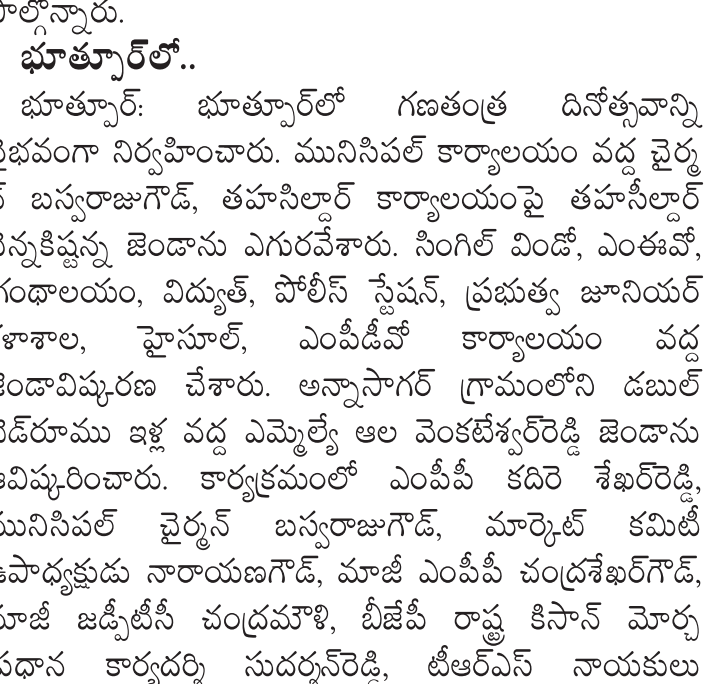 పాల్గొన్నారు.
భూత్పూర్‌లో..
భూత్పూర్: భూత్పూర్‌లో గణతంత్ర దినోత్సవాన్ని
వైభవంగా నిర్వహించారు. మునిసిపల్ కార్యాలయం వద్ద చైర్మ
న్ బస్వరాజుగౌడ్, తహసిల్దార్ కార్యాలయంపై తహసీల్దార్
చెన్నకిష్టన్న జెండాను ఎగురవేశారు. సింగిల్ విండో, ఎంఈవో,
గ్రంథాలయం, విద్యుత్, పోలీస్ స్టేషన్, ప్రభుత్వ జూనియర్
కళాశాల, హైసూల్, ఎంపీడీవో కార్యాలయం వద్ద
జెండావిష్కరణ చేశారు. అన్నాసాగర్ గ్రామంలోని డబుల్
బెడ్‌రూము ఇళ్ల వద్ద ఎమ్మెల్యే ఆల వెంకటేశ్వర్‌రెడ్డి జెండాను
ఆవిష్కరించారు. కార్యక్రమంలో ఎంపీపీ కదిరె శేఖర్‌రెడ్డి,
మునిసిపల్ చైర్మన్ బస్వరాజుగౌడ్, మార్కెట్ కమిటీ
ఉపాధ్యక్షుడు నారాయణగౌడ్, మాజీ ఎంపీపీ చంద్రశేఖర్‌గౌడ్,
మాజీ జడ్పీటీసీ చంద్రమౌళి, బీజేపీ రాష్ట్ర కిసాన్ మోర్చ
ప్రధాన కార్యదర్శి సుదర్శన్‌రెడ్డి, టీఆర్ఎస్ నాయకులు